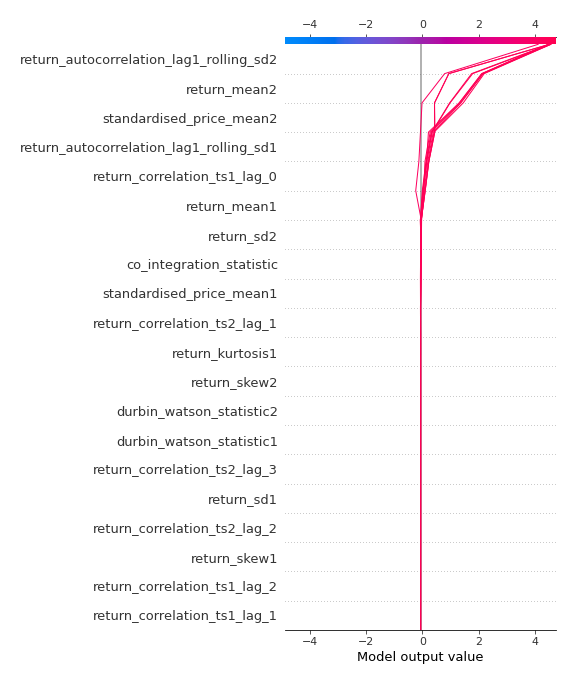 −4 −2 0 2 4
return_autocorrelation_lag1_rolling_sd2
return_mean2
standardised_price_mean2
return_autocorrelation_lag1_rolling_sd1
return_correlation_ts1_lag_0
return_mean1
return_sd2
co_integration_statistic
standardised_price_mean1
return_correlation_ts2_lag_1
return_kurtosis1
return_skew2
durbin_watson_statistic2
durbin_watson_statistic1
return_correlation_ts2_lag_3
return_sd1
return_correlation_ts2_lag_2
return_skew1
return_correlation_ts1_lag_2
return_correlation_ts1_lag_1
−4 −2 0 2 4
Model output value